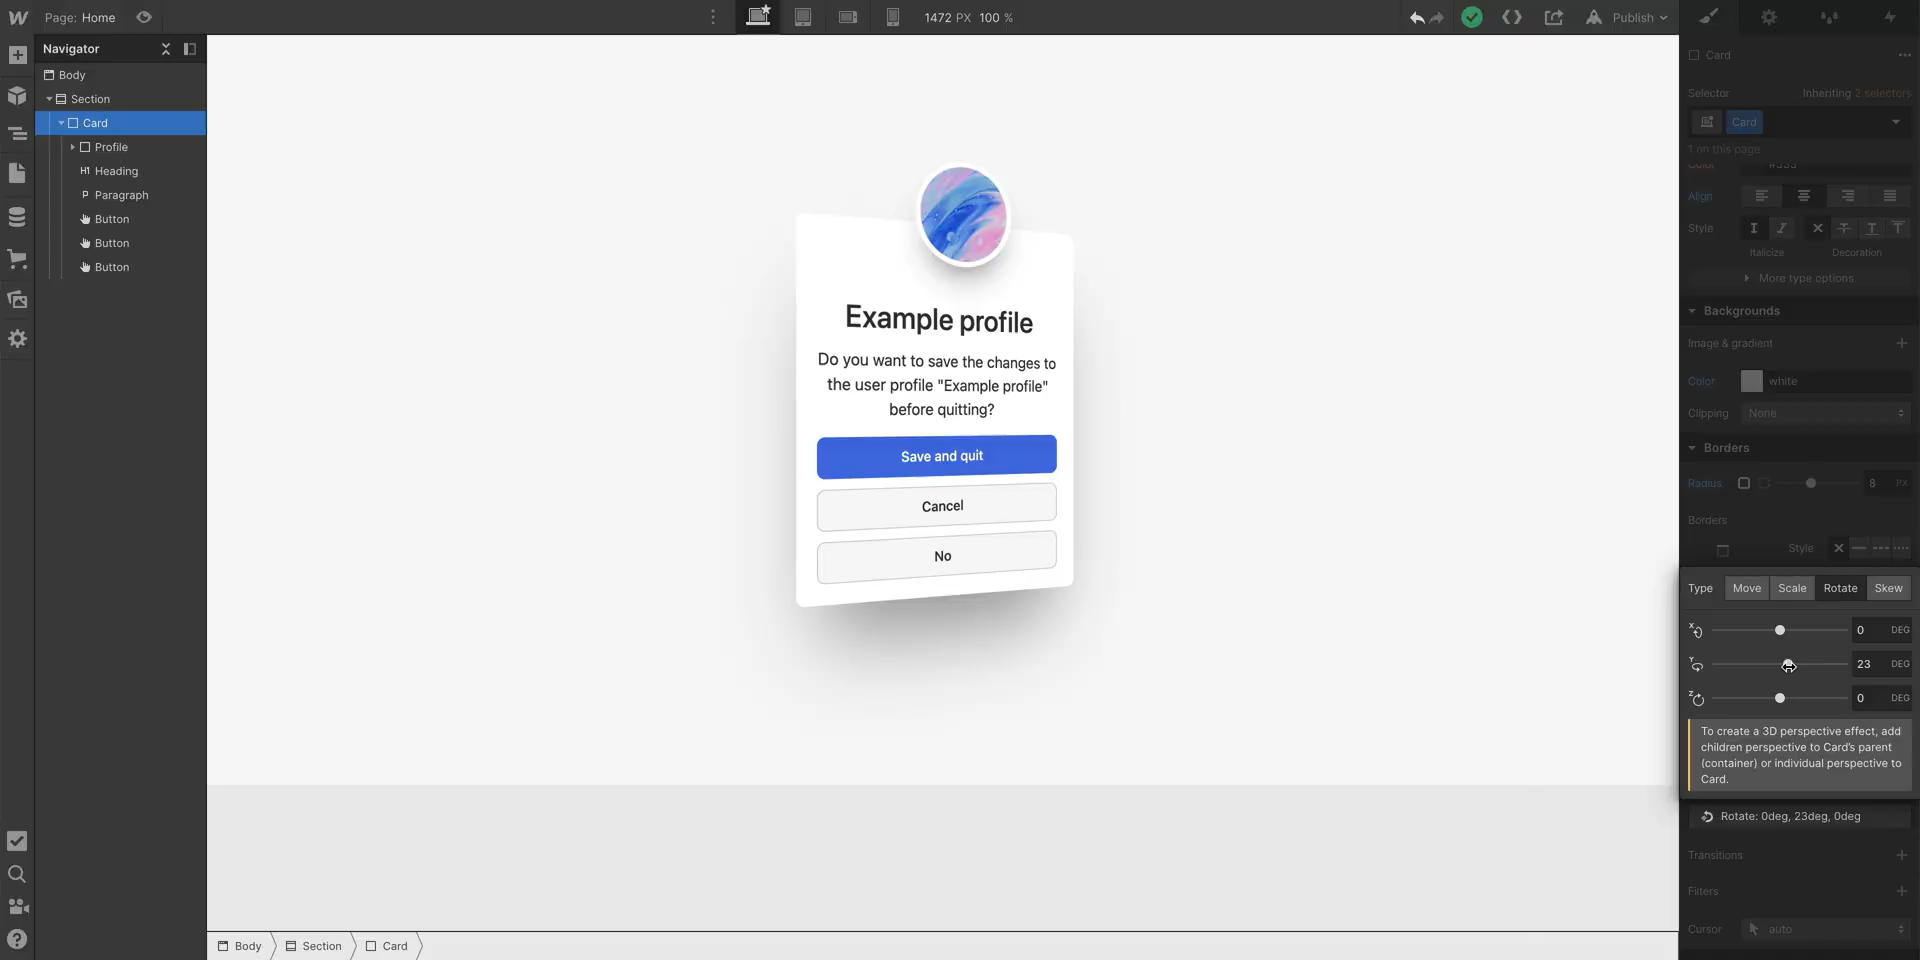 W
Page: Home
1472 PX 100 %
Publish
Navigator
Body
Section
Card
Profile
H1 Heading
P Paragraph
Button
Button
Button
Example profile
Do you want to save the changes to
the user profile "Example profile"
before quitting?
Save and quit
Cancel
No
Card
Selector
Inheriting 2 selectors
Card
1 on this page
Color
#333
Align
Style
Italicize
Decoration
More type options
Backgrounds
Image & gradient
Color
white
Clipping
None
Borders
Radius
8 PX
Borders
Style
Type
Move
Scale
Rotate
Skew
X
0 DEG
Y
23 DEG
Z
0 DEG
To create a 3D perspective effect, add
children perspective to Card's parent
(container) or individual perspective to
Card.
Rotate: 0deg, 23deg, 0deg
Transitions
Filters
Cursor
auto
Body
Section
Card